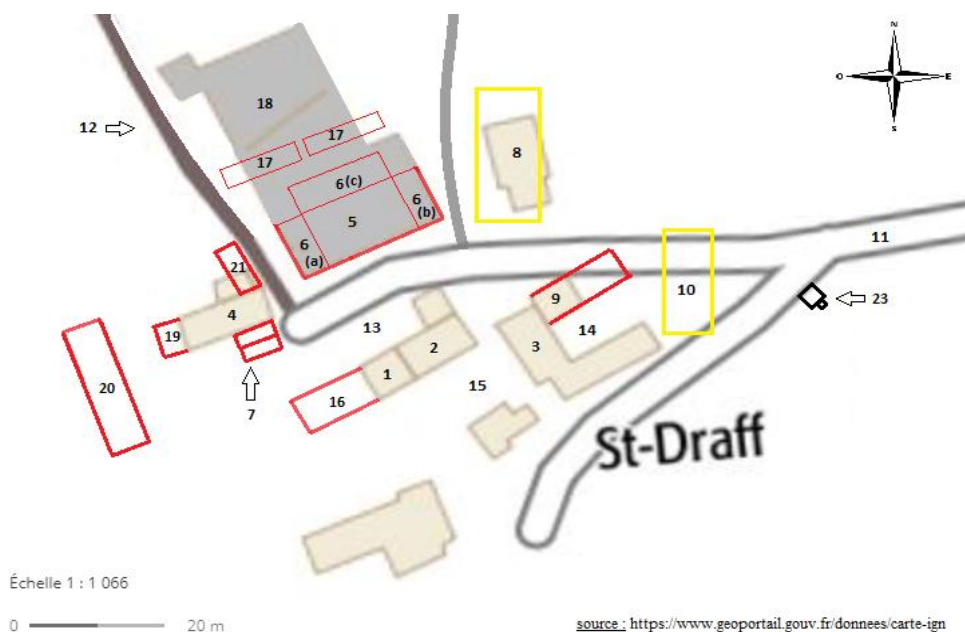 N
18
O E
12
17
17
S
8
6 (c)
5
6 (b)
6 (a)
11
21
10
9
23
4
13
14
19
2
3
1
20
7
16
15
St-Draff
Échelle 1 : 1 066
0 20 m
source : https://www.geoportail.gouv.fr/donnees/carte-ign